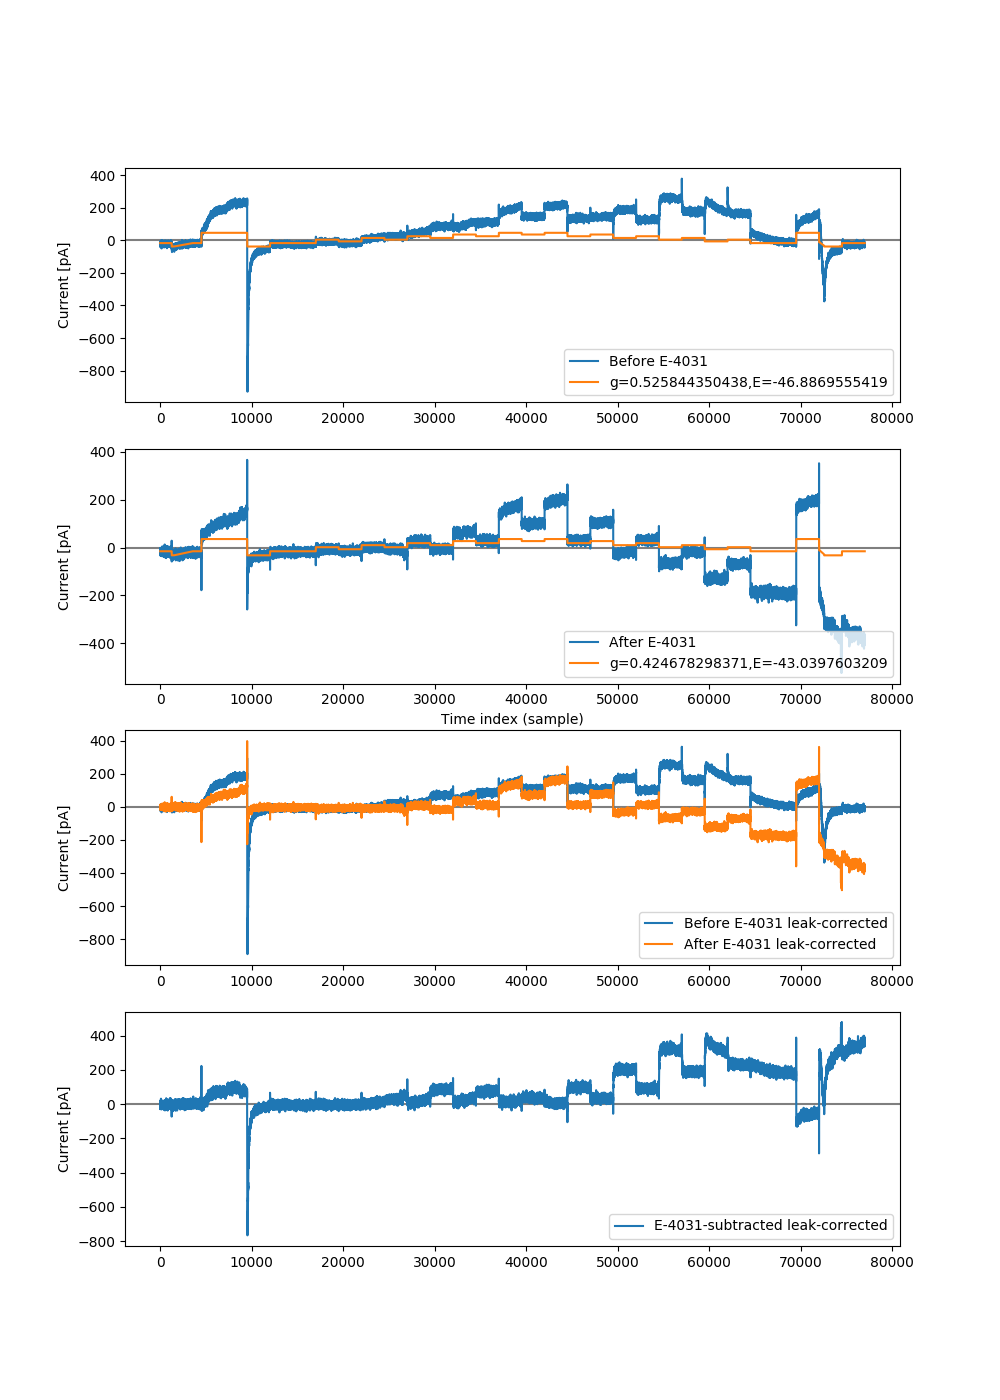 400
200
0
−200
−400
−600
−800
Current [pA]
Before E-4031
g=0.525844350438,E=-46.8869555419
0 10000 20000 30000 40000 50000 60000 70000 80000
400
200
0
−200
−400
Current [pA]
After E-4031
g=0.424678298371,E=-43.0397603209
0 10000 20000 30000 40000 50000 60000 70000 80000
Time index (sample)
400
200
0
−200
−400
−600
−800
Current [pA]
Before E-4031 leak-corrected
After E-4031 leak-corrected
0 10000 20000 30000 40000 50000 60000 70000 80000
400
200
0
−200
−400
−600
−800
Current [pA]
E-4031-subtracted leak-corrected
0 10000 20000 30000 40000 50000 60000 70000 80000